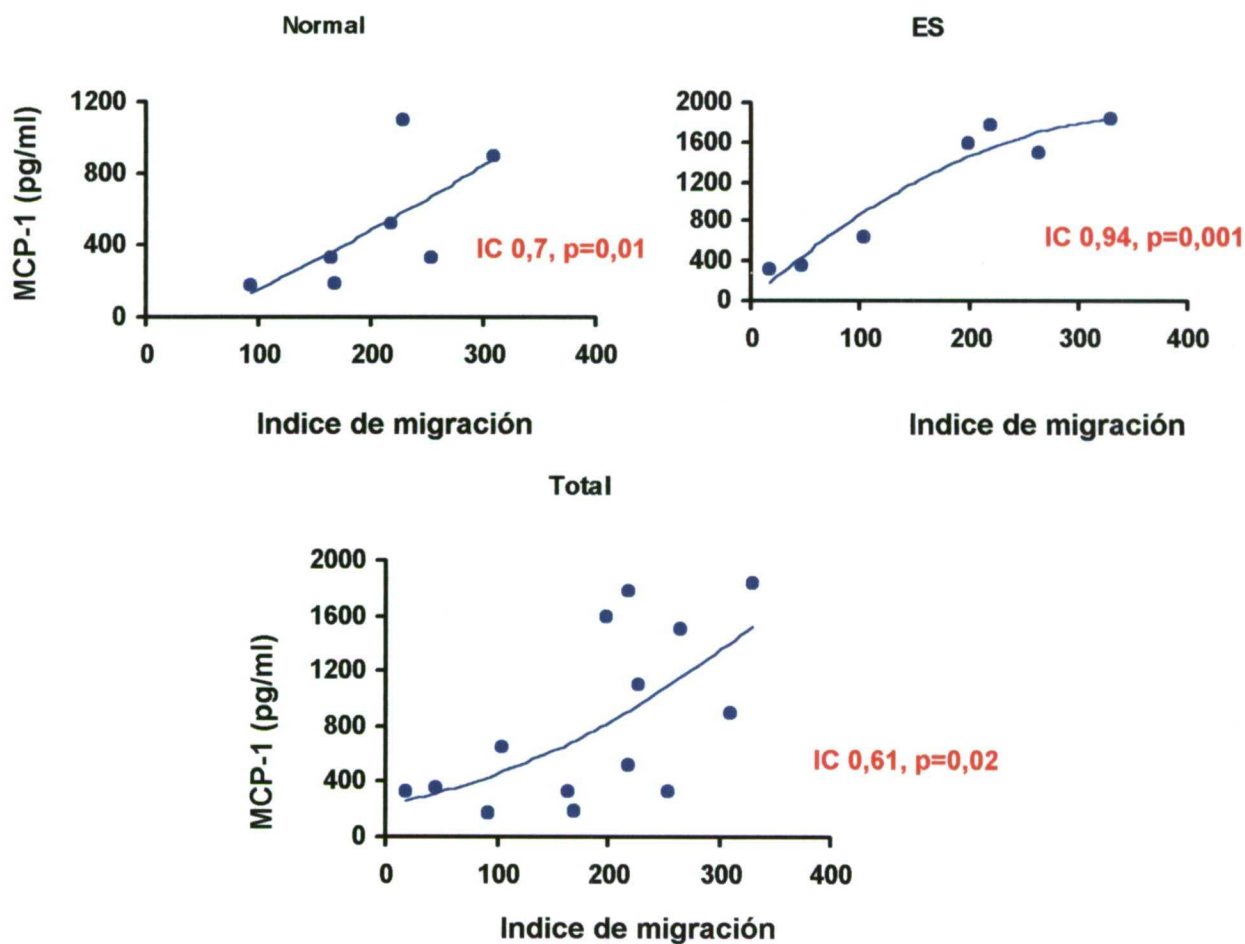 Normal
1200
800
400
0
MCP-1 (pg/ml)
IC 0,7, p=0,01
0 100 200 300 400
Indice de migración
ES
2000
1600
1200
800
400
0
IC 0,94, p=0,001
0 100 200 300 400
Indice de migración
Total
2000
1600
1200
800
400
0
MCP-1 (pg/ml)
IC 0,61, p=0,02
0 100 200 300 400
Indice de migración